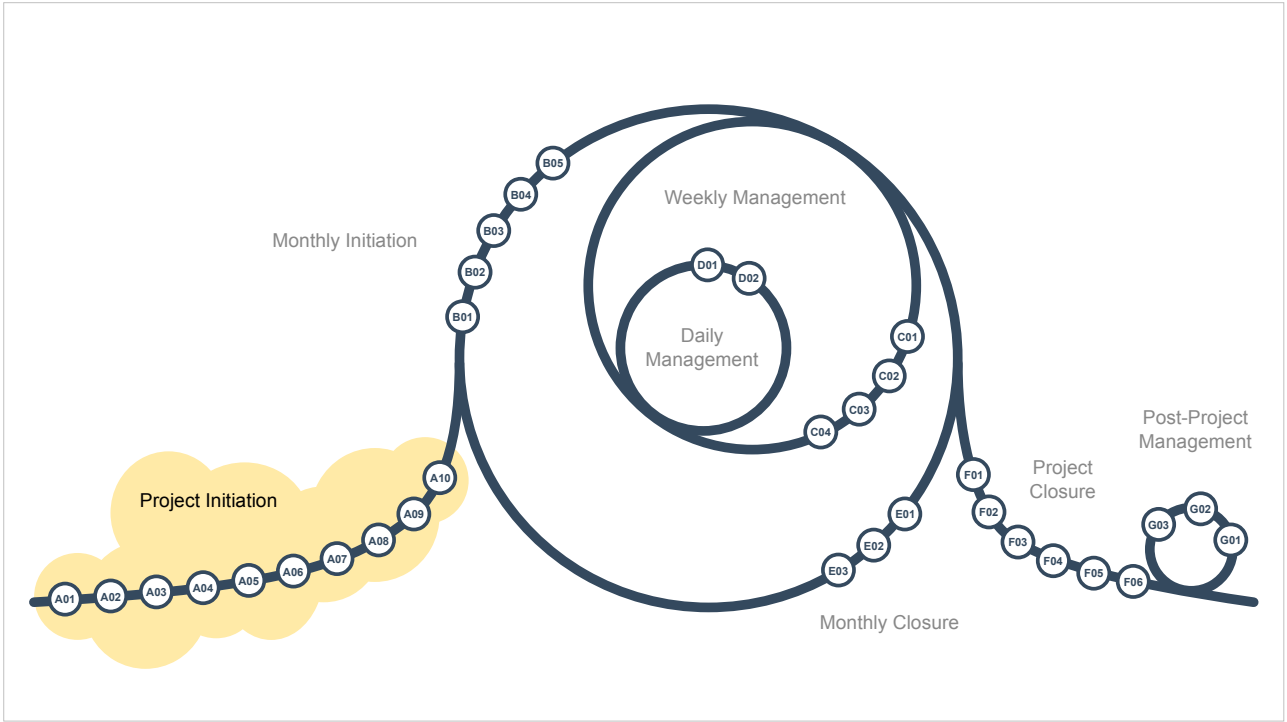 Project Initiation
A01
A02
A03
A04
A05
A06
A07
A08
A09
A10
Monthly Initiation
B01
B02
B03
B04
B05
Weekly Management
C01
C02
C03
C04
Daily
Management
D01
D02
Monthly Closure
E01
E02
E03
Project
Closure
F01
F02
F03
F04
F05
F06
Post-Project
Management
G01
G02
G03